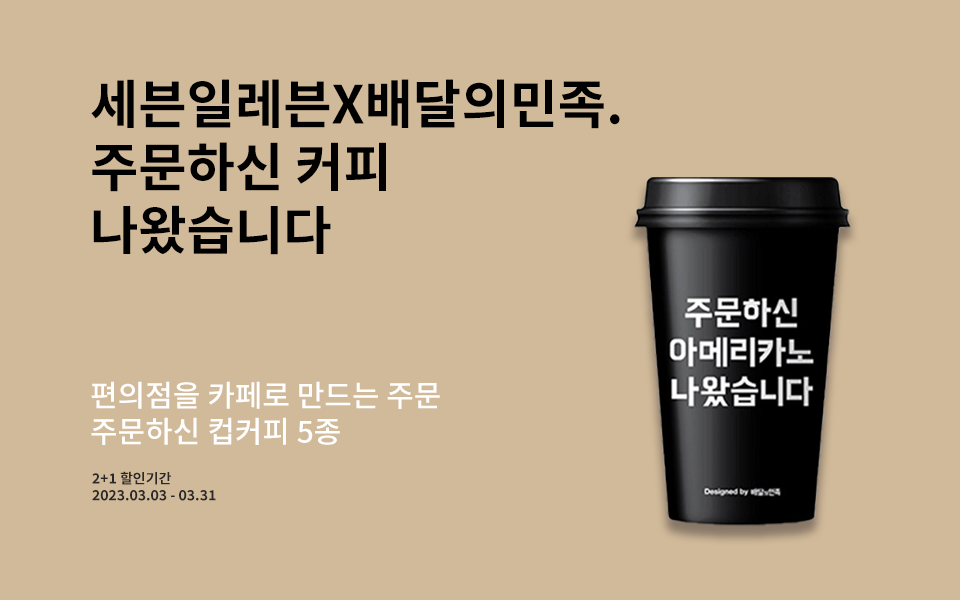 세븐일레븐X배달의민족.
주문하신 커피
나왔습니다
편의점을 카페로 만드는 주문
주문하신 컵커피 5종
2+1 할인기간
2023.03.03 - 03.31
주문하신
아메리카노
나왔습니다
Designed by 배달의민족